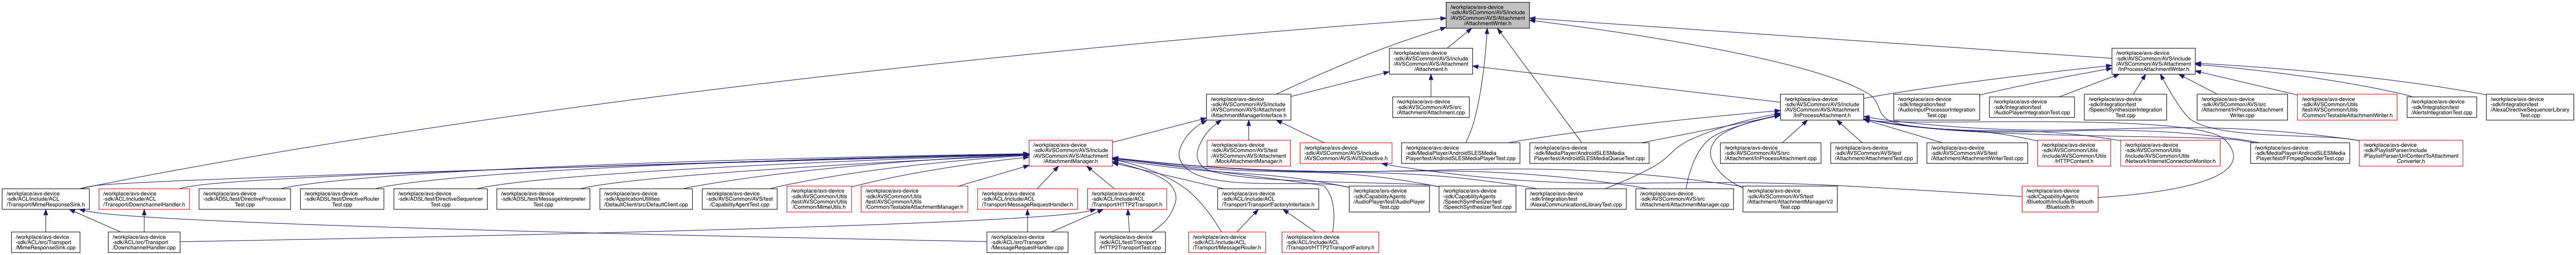 /workplace/avs-device
-sdk/AVSCommon/AVS/include
/AVSCommon/AVS/Attachment
/AttachmentWriter.h
/workplace/avs-device
-sdk/AVSCommon/AVS/include
/AVSCommon/AVS/Attachment
/Attachment.h
/workplace/avs-device
-sdk/AVSCommon/AVS/include
/AVSCommon/AVS/Attachment
/InProcessAttachmentWriter.h
/workplace/avs-device
-sdk/AVSCommon/AVS/include
/AVSCommon/AVS/Attachment
/AttachmentManagerInterface.h
/workplace/avs-device
-sdk/AVSCommon/AVS/src
/Attachment/Attachment.cpp
/workplace/avs-device
-sdk/AVSCommon/AVS/include
/AVSCommon/AVS/Attachment
/InProcessAttachment.h
/workplace/avs-device
-sdk/Integration/test
/AudioInputProcessorIntegration
Test.cpp
/workplace/avs-device
-sdk/Integration/test
/AudioPlayerIntegrationTest.cpp
/workplace/avs-device
-sdk/Integration/test
/SpeechSynthesizerIntegration
Test.cpp
/workplace/avs-device
-sdk/AVSCommon/AVS/src
/Attachment/InProcessAttachment
Writer.cpp
/workplace/avs-device
-sdk/AVSCommon/Utils
/test/AVSCommon/Utils
/Common/TestableAttachmentWriter.h
/workplace/avs-device
-sdk/Integration/test
/AlertsIntegrationTest.cpp
/workplace/avs-device
-sdk/Integration/test
/AlexaDirectiveSequencerLibrary
Test.cpp
/workplace/avs-device
-sdk/AVSCommon/AVS/include
/AVSCommon/AVS/Attachment
/AttachmentManager.h
/workplace/avs-device
-sdk/AVSCommon/AVS/test
/AVSCommon/AVS/Attachment
/MockAttachmentManager.h
/workplace/avs-device
-sdk/AVSCommon/AVS/include
/AVSCommon/AVS/AVSDirective.h
/workplace/avs-device
-sdk/MediaPlayer/AndroidSLESMedia
Player/test/AndroidSLESMediaPlayerTest.cpp
/workplace/avs-device
-sdk/MediaPlayer/AndroidSLESMedia
Player/test/AndroidSLESMediaQueueTest.cpp
/workplace/avs-device
-sdk/AVSCommon/AVS/src
/Attachment/InProcessAttachment.cpp
/workplace/avs-device
-sdk/AVSCommon/AVS/test
/Attachment/AttachmentTest.cpp
/workplace/avs-device
-sdk/AVSCommon/AVS/test
/Attachment/AttachmentWriterTest.cpp
/workplace/avs-device
-sdk/AVSCommon/Utils
/include/AVSCommon/Utils
/HTTPContent.h
/workplace/avs-device
-sdk/AVSCommon/Utils
/include/AVSCommon/Utils
/Network/InternetConnectionMonitor.h
/workplace/avs-device
-sdk/MediaPlayer/AndroidSLESMedia
Player/test/FFmpegDecoderTest.cpp
/workplace/avs-device
-sdk/PlaylistParser/include
/PlaylistParser/UrlContentToAttachment
Converter.h
/workplace/avs-device
-sdk/ACL/include/ACL
/Transport/MimeResponseSink.h
/workplace/avs-device
-sdk/ACL/include/ACL
/Transport/DownchannelHandler.h
/workplace/avs-device
-sdk/ADSL/test/DirectiveProcessor
Test.cpp
/workplace/avs-device
-sdk/ADSL/test/DirectiveRouter
Test.cpp
/workplace/avs-device
-sdk/ADSL/test/DirectiveSequencer
Test.cpp
/workplace/avs-device
-sdk/ADSL/test/MessageInterpreter
Test.cpp
/workplace/avs-device
-sdk/ApplicationUtilities
/DefaultClient/src/DefaultClient.cpp
/workplace/avs-device
-sdk/AVSCommon/AVS/test
/CapabilityAgentTest.cpp
/workplace/avs-device
-sdk/AVSCommon/Utils
/test/AVSCommon/Utils
/Common/MimeUtils.h
/workplace/avs-device
-sdk/AVSCommon/Utils
/test/AVSCommon/Utils
/Common/TestableAttachmentManager.h
/workplace/avs-device
-sdk/ACL/include/ACL
/Transport/MessageRequestHandler.h
/workplace/avs-device
-sdk/ACL/include/ACL
/Transport/HTTP2Transport.h
/workplace/avs-device
-sdk/ACL/include/ACL
/Transport/TransportFactoryInterface.h
/workplace/avs-device
-sdk/CapabilityAgents
/AudioPlayer/test/AudioPlayer
Test.cpp
/workplace/avs-device
-sdk/CapabilityAgents
/SpeechSynthesizer/test
/SpeechSynthesizerTest.cpp
/workplace/avs-device
-sdk/Integration/test
/AlexaCommunicationsLibraryTest.cpp
/workplace/avs-device
-sdk/AVSCommon/AVS/src
/Attachment/AttachmentManager.cpp
/workplace/avs-device
-sdk/AVSCommon/AVS/test
/Attachment/AttachmentManagerV2
Test.cpp
/workplace/avs-device
-sdk/CapabilityAgents
/Bluetooth/include/Bluetooth
/Bluetooth.h
/workplace/avs-device
-sdk/ACL/src/Transport
/MimeResponseSink.cpp
/workplace/avs-device
-sdk/ACL/src/Transport
/DownchannelHandler.cpp
/workplace/avs-device
-sdk/ACL/src/Transport
/MessageRequestHandler.cpp
/workplace/avs-device
-sdk/ACL/test/Transport
/HTTP2TransportTest.cpp
/workplace/avs-device
-sdk/ACL/include/ACL
/Transport/MessageRouter.h
/workplace/avs-device
-sdk/ACL/include/ACL
/Transport/HTTP2TransportFactory.h